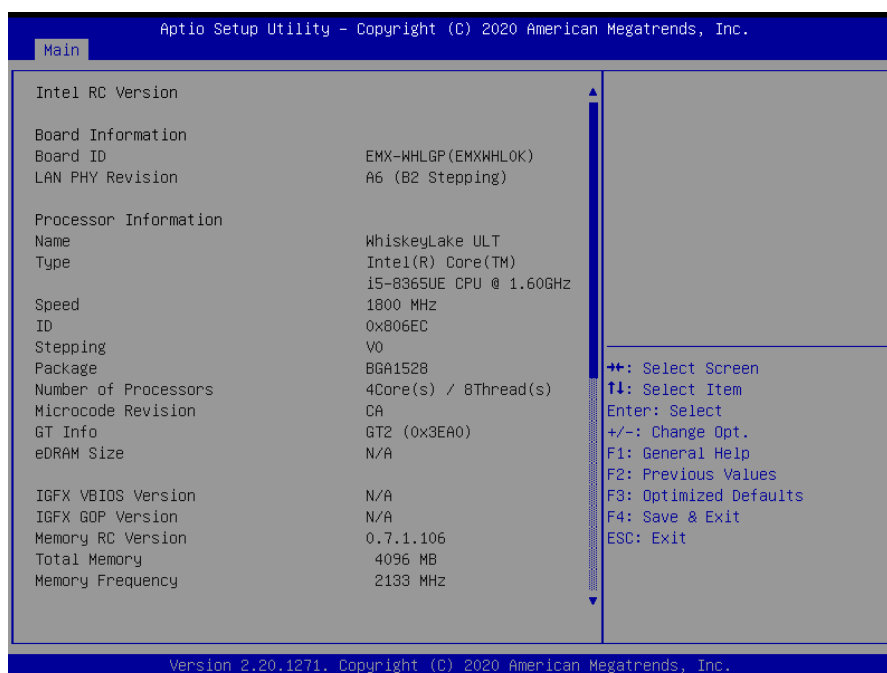 Aptio Setup Utility – Copyright (C) 2020 American Megatrends, Inc.
Main
Intel RC Version
Board Information
Board ID EMX-WHLGP(EMXWHL0K)
LAN PHY Revision A6 (B2 Stepping)
Processor Information
Name WhiskeyLake ULT
Type Intel(R) Core(TM)
i5-8365UE CPU @ 1.60GHz
Speed 1800 MHz
ID 0x806EC
Stepping V0
Package BGA1528
Number of Processors 4Core(s) / 8Thread(s)
Microcode Revision CA
GT Info GT2 (0x3EA0)
eDRAM Size N/A
IGFX VBIOS Version N/A
IGFX GOP Version N/A
Memory RC Version 0.7.1.106
Total Memory 4096 MB
Memory Frequency 2133 MHz
→←: Select Screen
↑↓: Select Item
Enter: Select
+/-: Change Opt.
F1: General Help
F2: Previous Values
F3: Optimized Defaults
F4: Save & Exit
ESC: Exit
Version 2.20.1271. Copyright (C) 2020 American Megatrends, Inc.